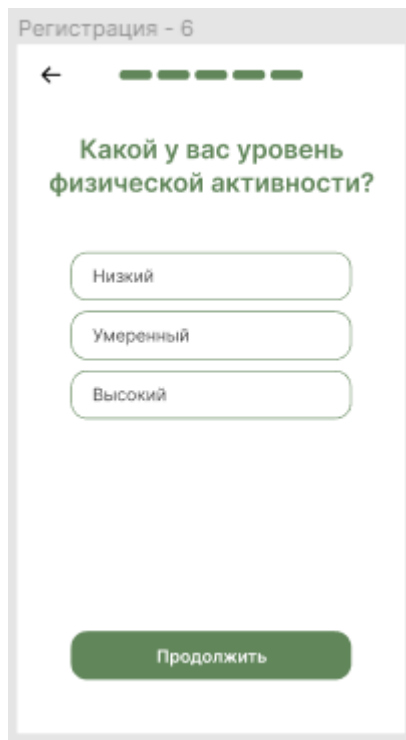 Регистрация - 6
Какой у вас уровень
физической активности?
Низкий
Умеренный
Высокий
Продолжить